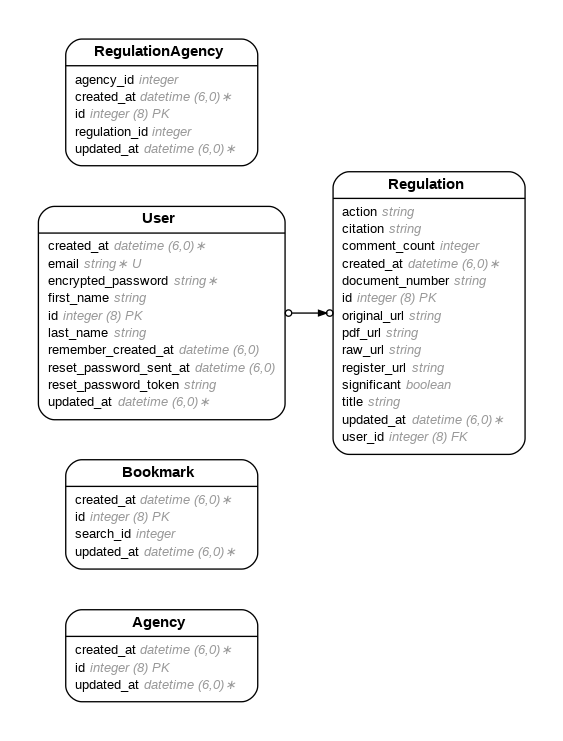 RegulationAgency
agency_id integer
created_at datetime (6,0)∗
id integer (8) PK
regulation_id integer
updated_at datetime (6,0)∗
User
created_at datetime (6,0)∗
email string∗ U
encrypted_password string∗
first_name string
id integer (8) PK
last_name string
remember_created_at datetime (6,0)
reset_password_sent_at datetime (6,0)
reset_password_token string
updated_at datetime (6,0)∗
Regulation
action string
citation string
comment_count integer
created_at datetime (6,0)∗
document_number string
id integer (8) PK
original_url string
pdf_url string
raw_url string
register_url string
significant boolean
title string
updated_at datetime (6,0)∗
user_id integer (8) FK
Bookmark
created_at datetime (6,0)∗
id integer (8) PK
search_id integer
updated_at datetime (6,0)∗
Agency
created_at datetime (6,0)∗
id integer (8) PK
updated_at datetime (6,0)∗